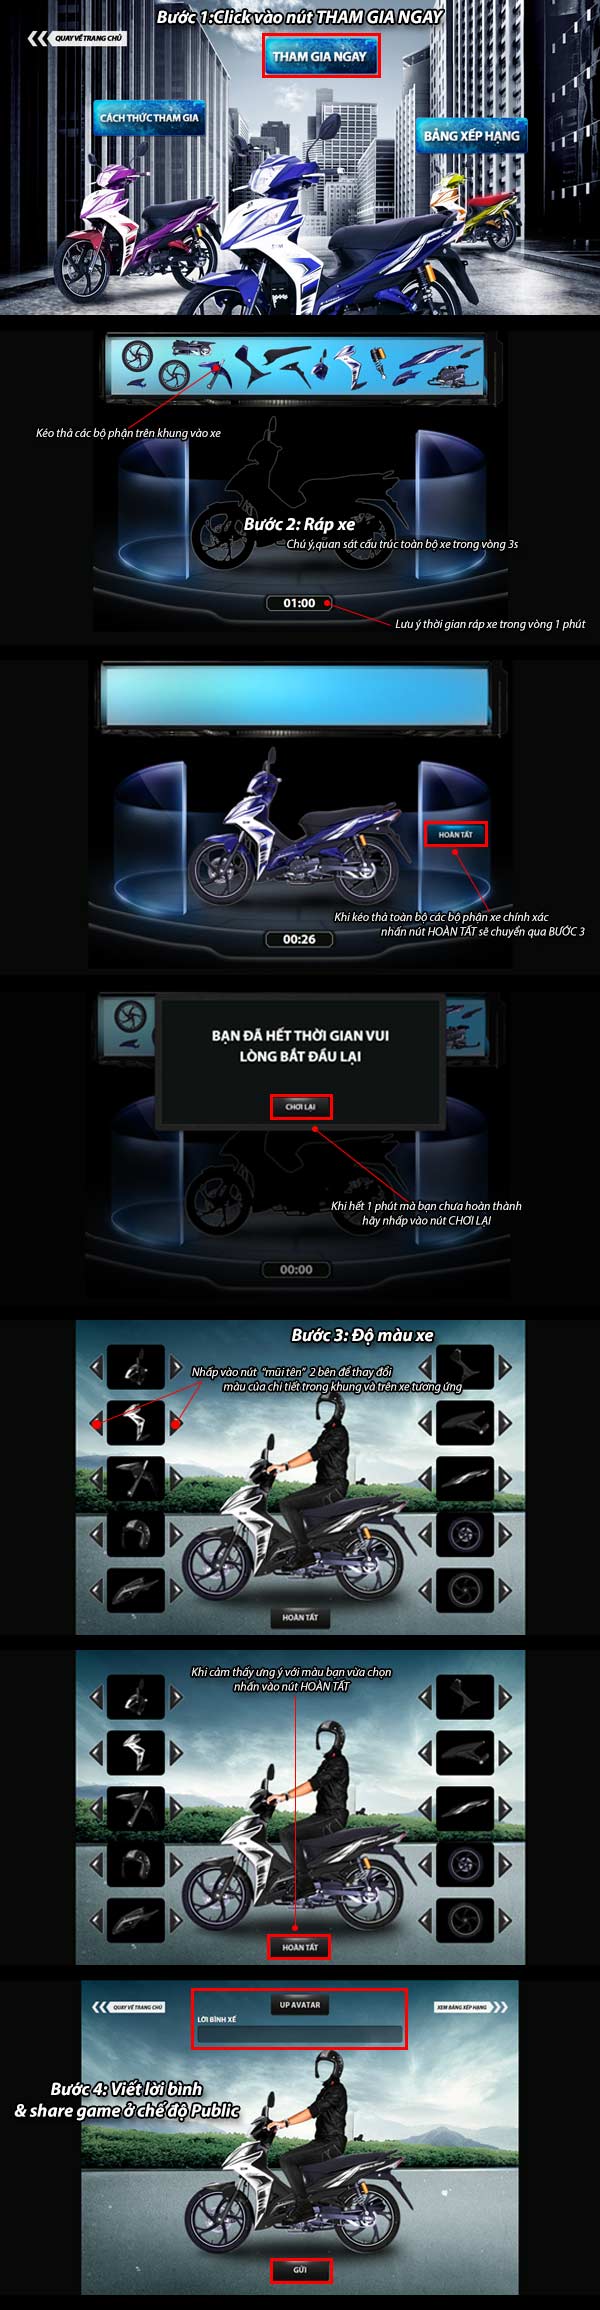 Bước 1:Click vào nút THAM GIA NGAY
QUAY VỀ TRANG CHỦ
THAM GIA NGAY
CÁCH THỨC THAM GIA
BẢNG XẾP HẠNG
SYM
Kéo thả các bộ phận trên khung vào xe
Bước 2: Ráp xe
Chú ý,quan sát cấu trúc toàn bộ xe trong vòng 3s
01:00
Lưu ý thời gian ráp xe trong vòng 1 phút
HOÀN TẤT
Khi kéo thả toàn bộ các bộ phận xe chính xác
nhấn nút HOÀN TẤT sẽ chuyển qua BƯỚC 3
00:26
BẠN ĐÃ HẾT THỜI GIAN VUI
LÒNG BẮT ĐẦU LẠI
CHƠI LẠI
Khi hết 1 phút mà bạn chưa hoàn thành
hãy nhấp vào nút CHƠI LẠI
00:00
Bước 3: Độ màu xe
Nhấp vào nút "mũi tên" 2 bên để thay đổi
màu của chi tiết trong khung và trên xe tương ứng
HOÀN TẤT
Khi cảm thấy ưng ý với màu bạn vừa chọn
nhấn vào nút HOÀN TẤT
HOÀN TẤT
QUAY VỀ TRANG CHỦ
UP AVATAR
XEM BẢNG XẾP HẠNG
LỜI BÌNH XẾ
Bước 4: Viết lời bình
& share game ở chế độ Public
GỬI